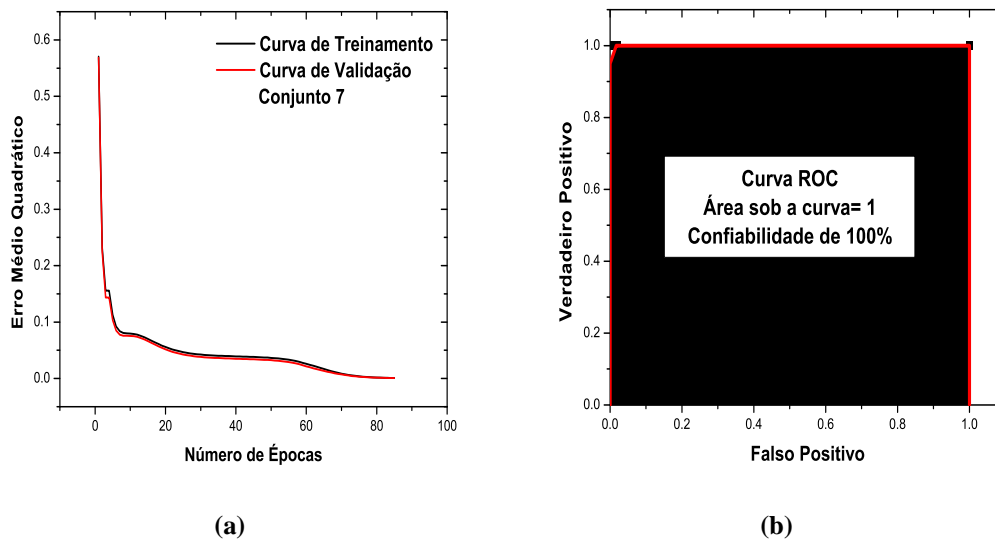 Curva de Treinamento
Curva de Validação
Conjunto 7
Erro Médio Quadrático
0.6
0.5
0.4
0.3
0.2
0.1
0.0
0
20
40
60
80
100
Número de Épocas
(a)
Verdadeiro Positivo
1.0
0.8
0.6
0.4
0.2
0.0
Curva ROC
Área sob a curva= 1
Confiabilidade de 100%
0.0
0.2
0.4
0.6
0.8
1.0
Falso Positivo
(b)